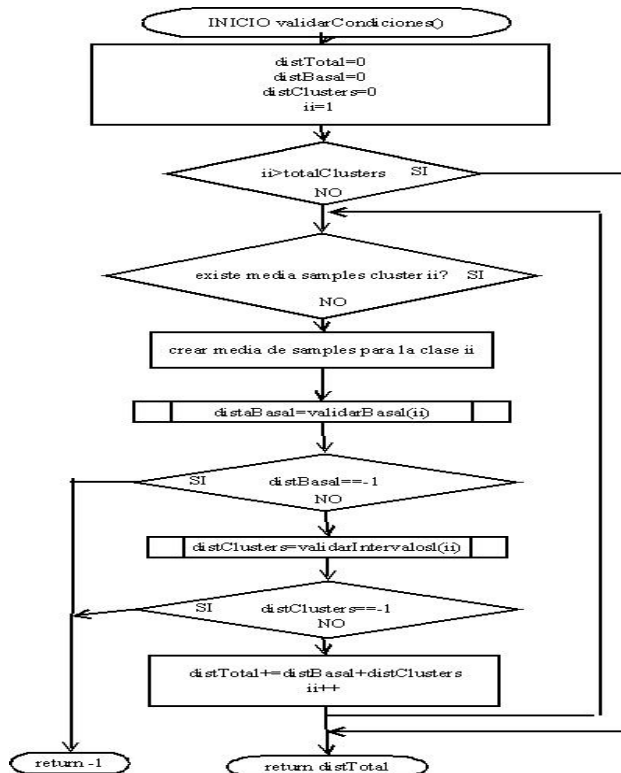 INICIO validarCondiciones()
distTotal=0
distBasal=0
distClusters=0
ii=1
ii>totalClusters
SI
NO
existe media samples cluster ii?
SI
NO
crear media de samples para la clase ii
distaBasal=validarBasal(ii)
SI
distBasal==-1
NO
distClusters=validarIntervalosl(ii)
SI
distClusters==-1
NO
distTotal+=distBasal+distClusters
ii++
return -1
return distTotal